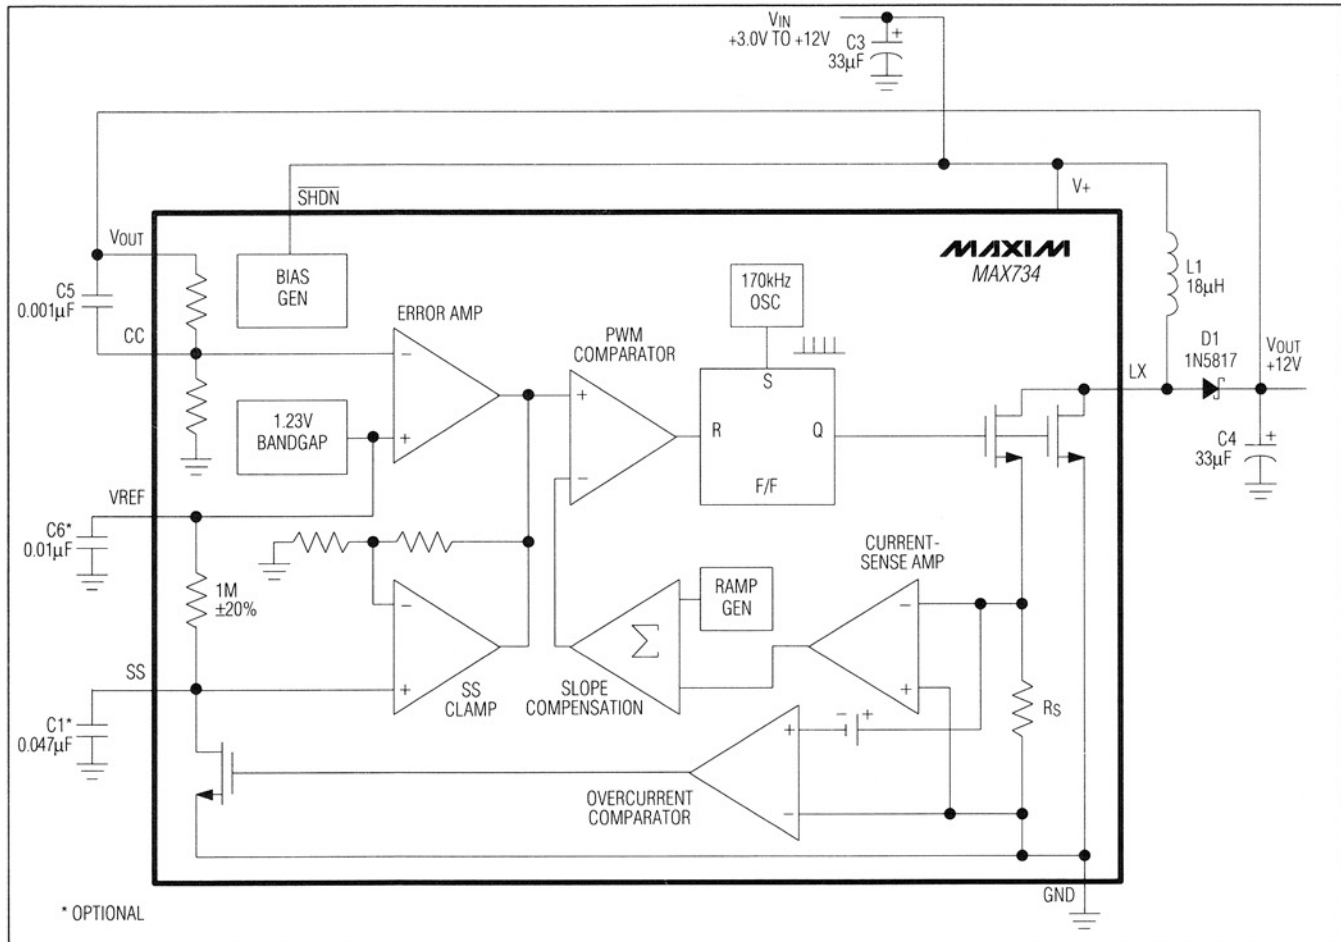 VIN
+3.0V TO +12V
C3
33µF
+
SHDN
V+
VOUT
MAXIM
MAX734
BIAS
GEN
170kHz
OSC
L1
18µH
C5
0.001µF
ERROR AMP
PWM
COMPARATOR
CC
−
D1
1N5817
VOUT
+12V
LX
S
+
1.23V
BANDGAP
R
Q
+
−
F/F
C4
33µF
+
VREF
C6*
0.01µF
CURRENT-
SENSE AMP
1M
±20%
RAMP
GEN
−
−
Σ
SS
+
SS
CLAMP
SLOPE
COMPENSATION
+
RS
C1*
0.047µF
− +
+
OVERCURRENT
COMPARATOR
−
GND
* OPTIONAL